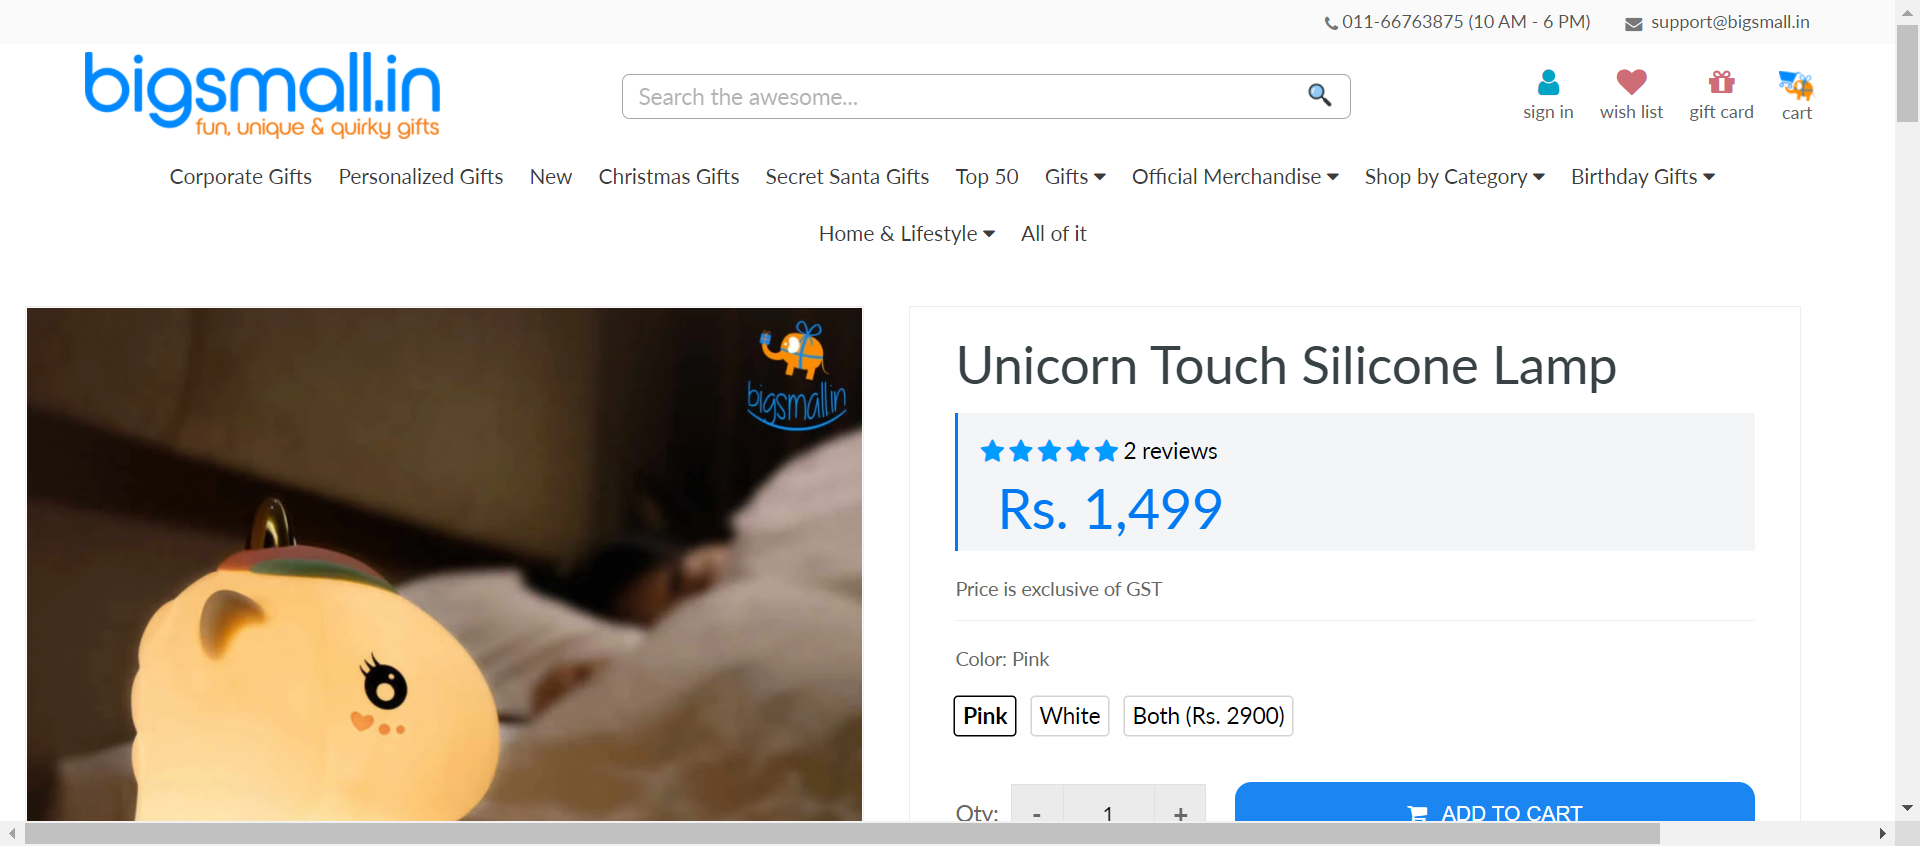 011-66763875 (10 AM - 6 PM) support@bigsmall.in
bigsmall.in
fun, unique & quirky gifts
Search the awesome...
sign in wish list gift card cart
Corporate Gifts Personalized Gifts New Christmas Gifts Secret Santa Gifts Top 50 Gifts Official Merchandise Shop by Category Birthday Gifts
Home & Lifestyle All of it
bigsmall.in
Unicorn Touch Silicone Lamp
2 reviews
Rs. 1,499
Price is exclusive of GST
Color: Pink
Pink White Both (Rs. 2900)
Qty: - 1 + ADD TO CART